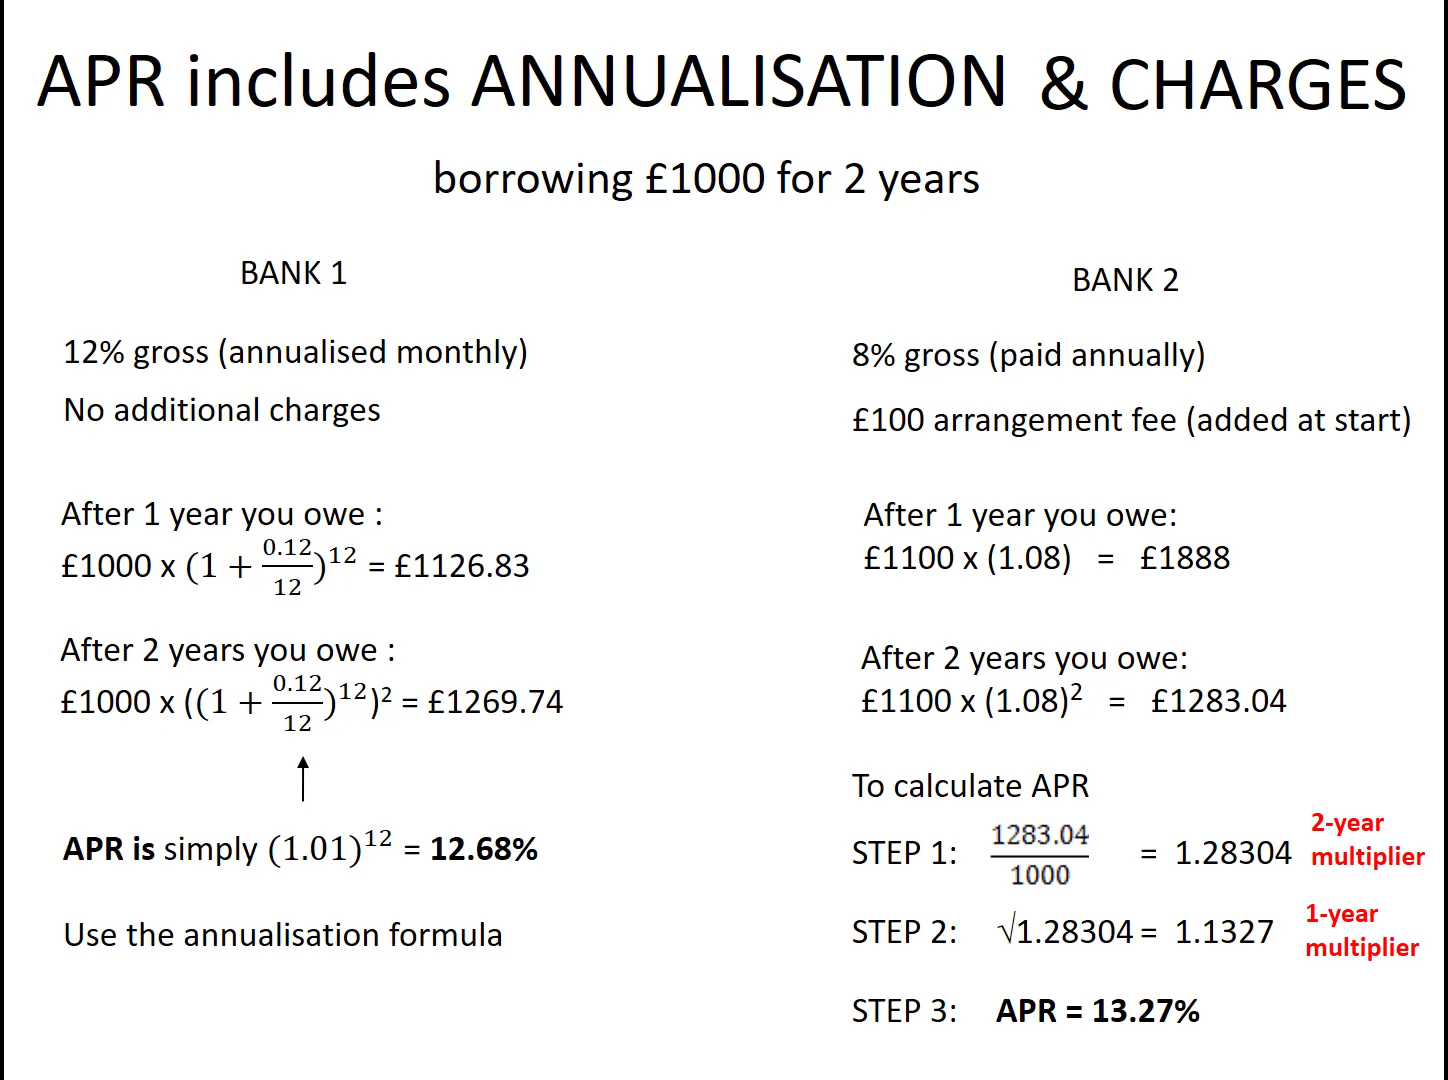 APR includes ANNUALISATION & CHARGES
borrowing £1000 for 2 years
BANK 1
12% gross (annualised monthly)
No additional charges
After 1 year you owe :
£1000 x (1 + 0.12/12)^12 = £1126.83
After 2 years you owe :
£1000 x ((1 + 0.12/12)^12)² = £1269.74
APR is simply (1.01)^12 = 12.68%
Use the annualisation formula
BANK 2
8% gross (paid annually)
£100 arrangement fee (added at start)
After 1 year you owe:
£1100 x (1.08) = £1888
After 2 years you owe:
£1100 x (1.08)² = £1283.04
To calculate APR
STEP 1: 1283.04/1000 = 1.28304 2-year multiplier
STEP 2: √1.28304 = 1.1327 1-year multiplier
STEP 3: APR = 13.27%